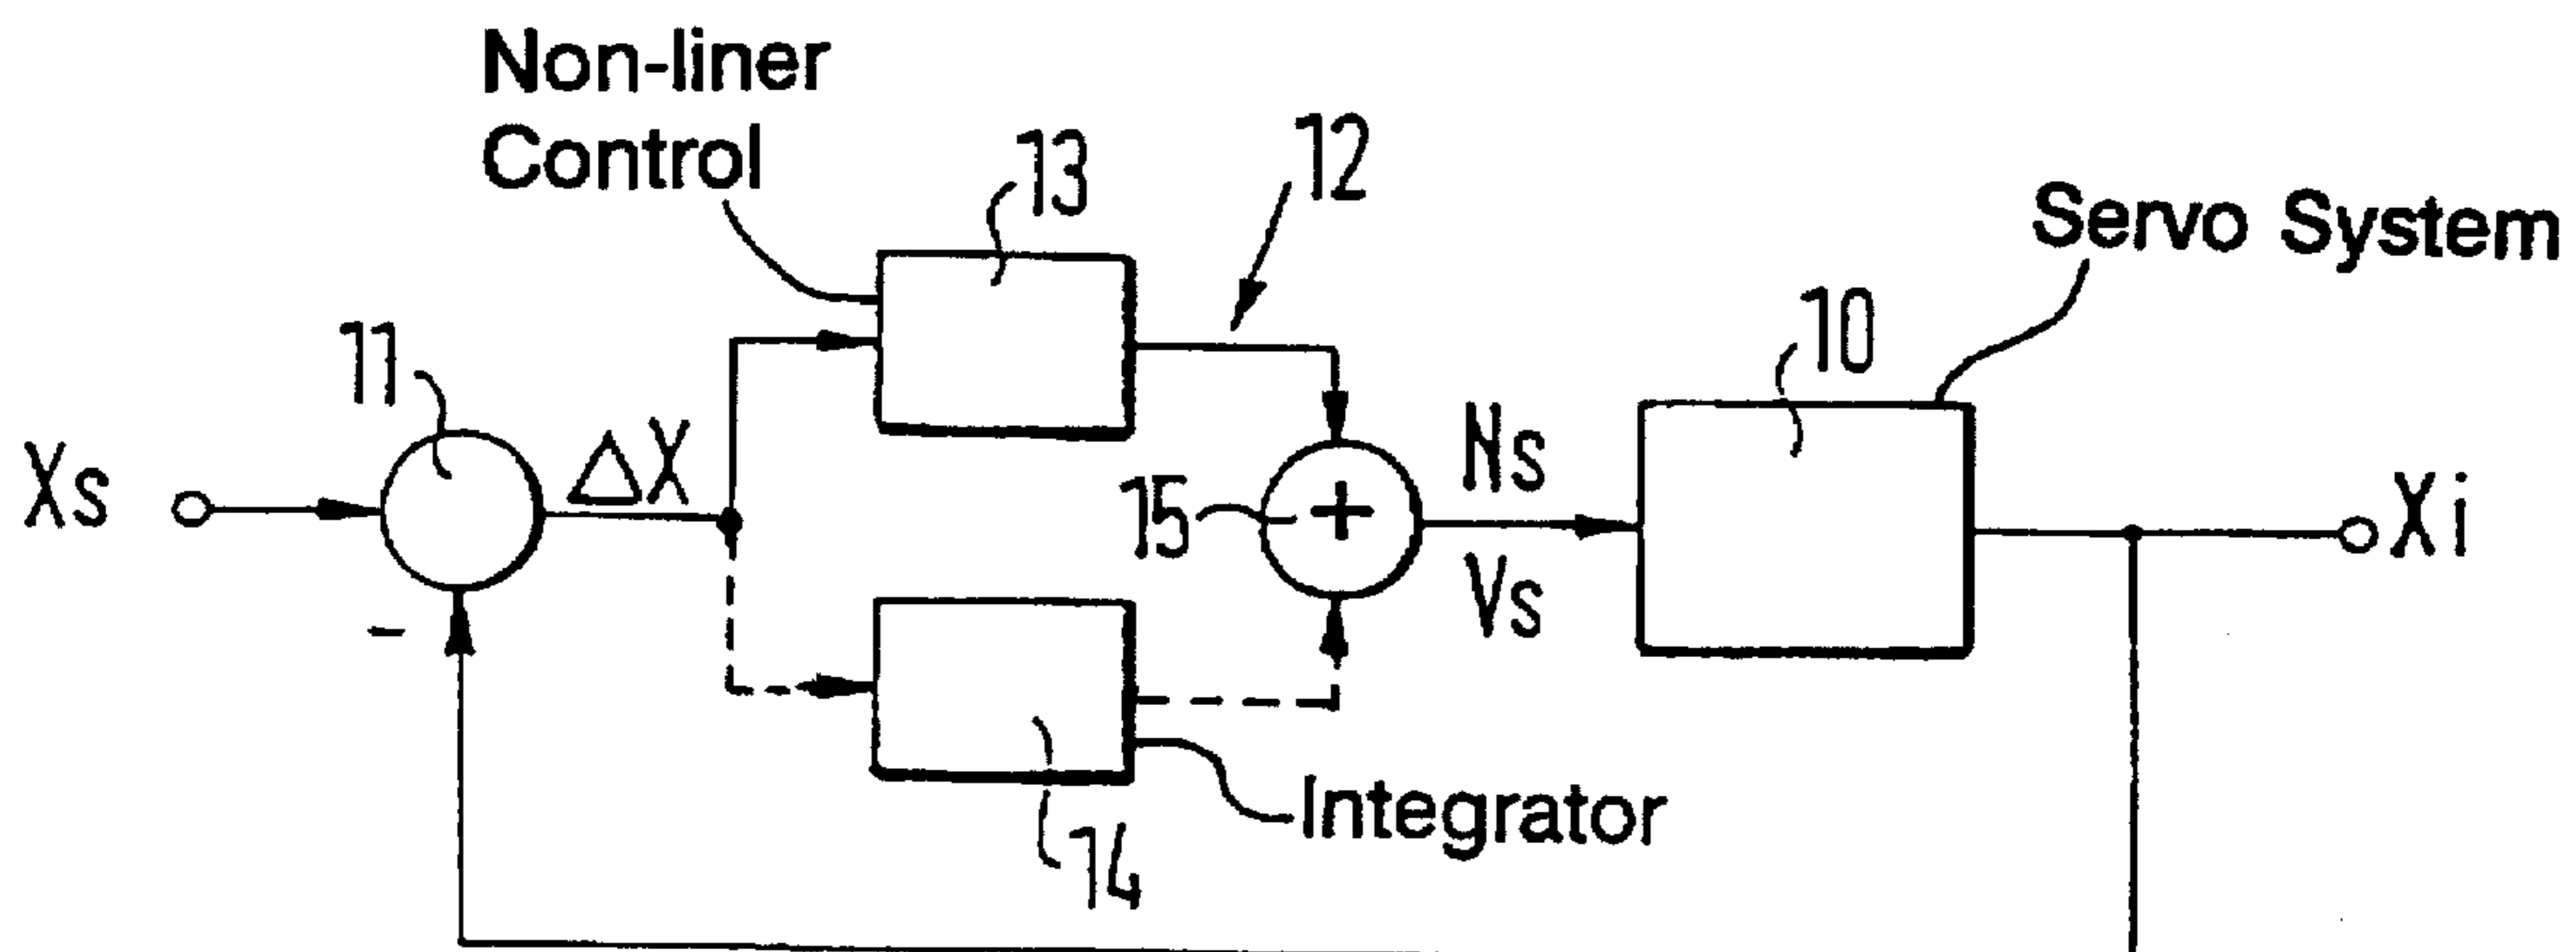 Non-liner
Control
13
12
Servo System
11
10
Xs
ΔX
15
+
Ns
Vs
Xi
-
14
Integrator